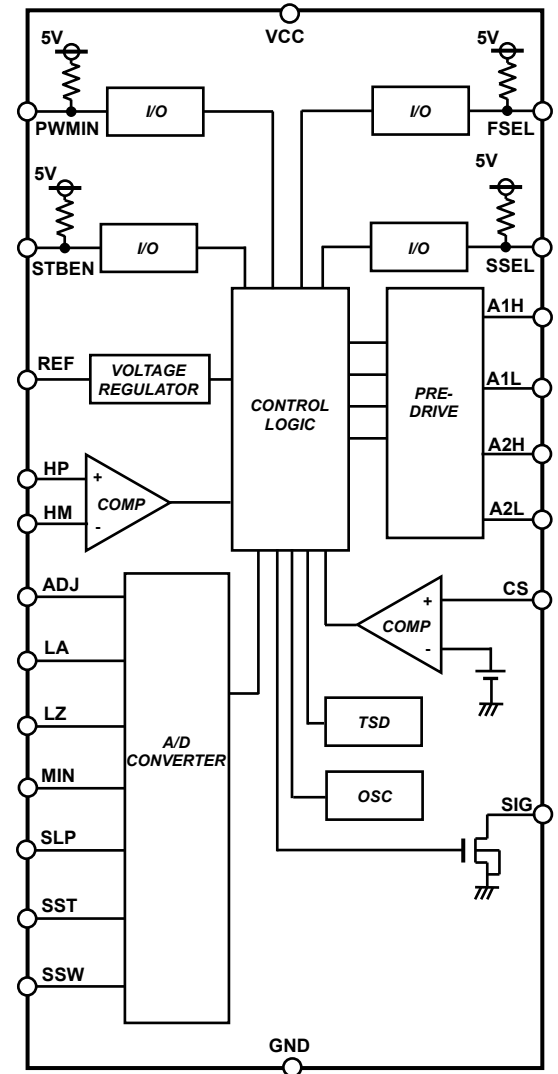 VCC
5V
5V
I/O
I/O
PWMIN
FSEL
5V
5V
I/O
I/O
STBEN
SSEL
A1H
REF
VOLTAGE
REGULATOR
CONTROL
LOGIC
PRE-
DRIVE
A1L
A2H
A2L
HP
+
COMP
HM
-
ADJ
CS
+
COMP
-
LA
LZ
TSD
A/D
CONVERTER
MIN
OSC
SIG
SLP
SST
SSW
GND